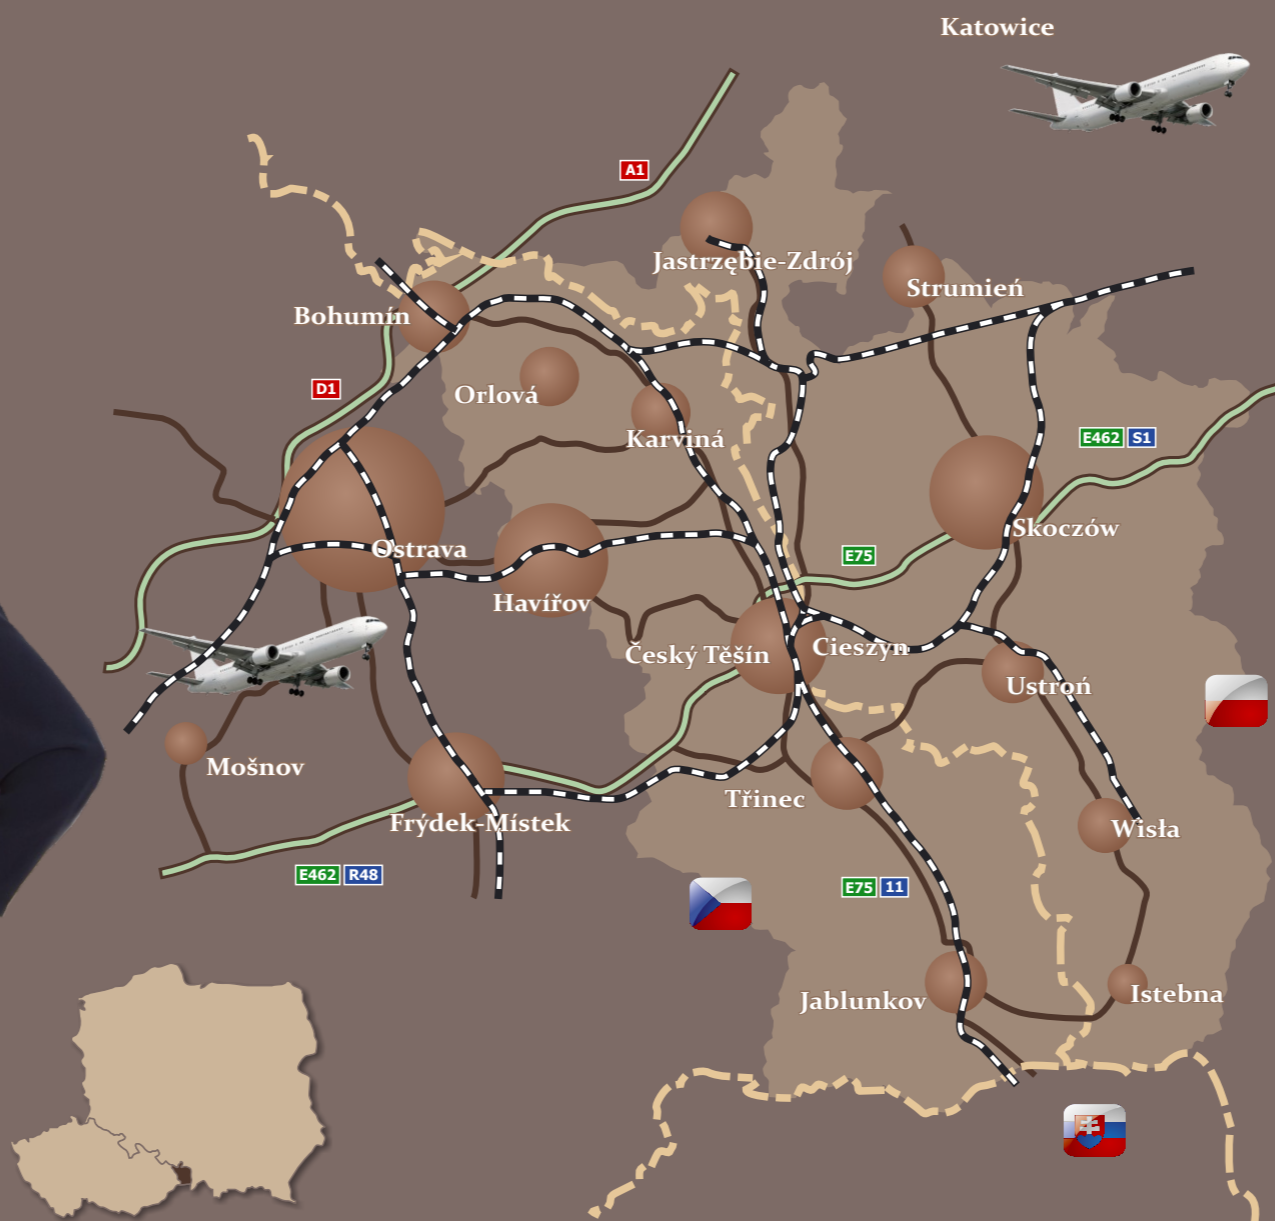 Katowice
A1
Jastrzębie-Zdrój
Strumień
Bohumín
D1
Orlová
Karviná
E462 S1
Skoczów
Ostrava
E75
Havířov
Český Těšín
Cieszyn
Ustroń
Mošnov
Třinec
Frýdek-Místek
Wisła
E462 R48
E75 11
Jablunkov
Istebna